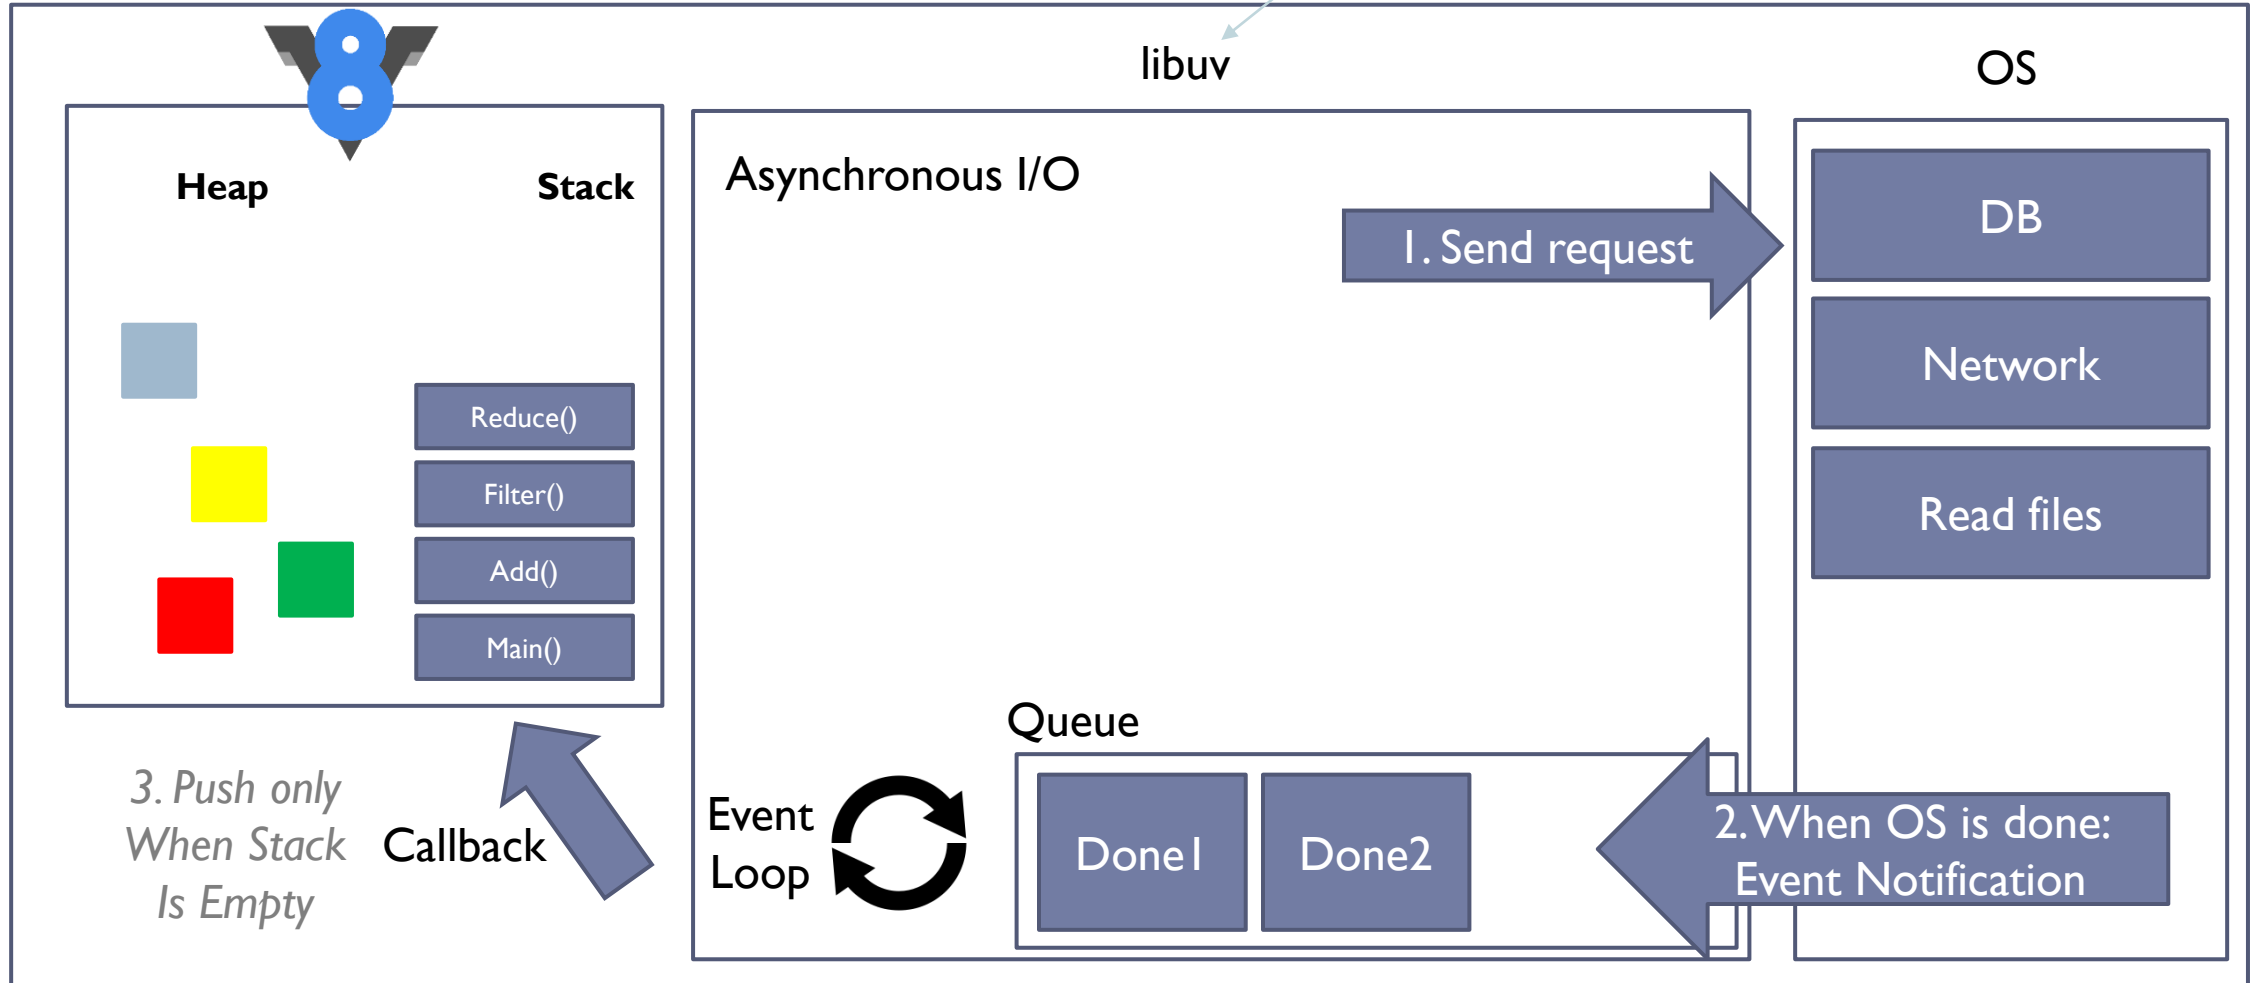 8
libuv
OS
Heap
Stack
Asynchronous I/O
1. Send request
DB
Network
Read files
Reduce()
Filter()
Add()
Main()
Queue
3. Push only
When Stack
Is Empty
Callback
Event
Loop
Done1
Done2
2. When OS is done:
Event Notification